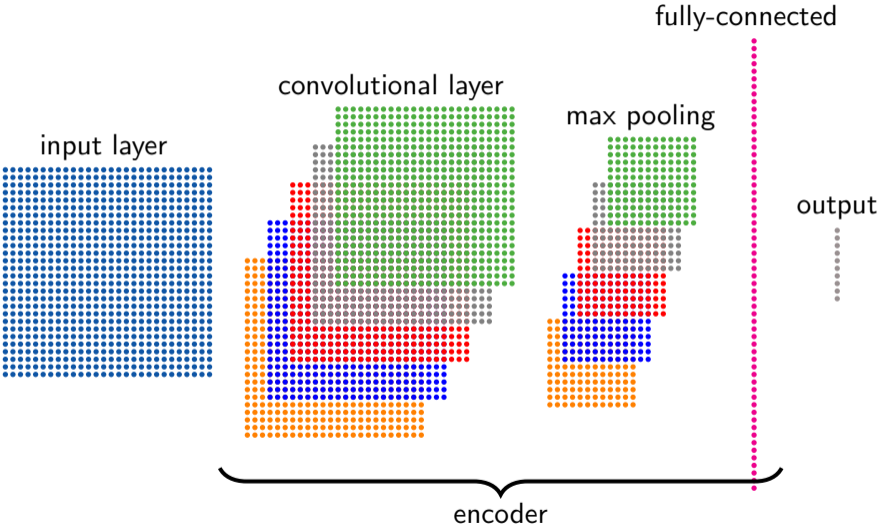 fully-connected
convolutional layer
max pooling
input layer
output
encoder